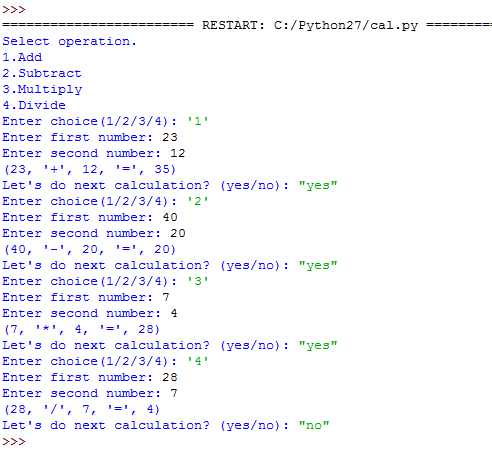 >>>
======================== RESTART: C:/Python27/cal.py =========
Select operation.
1.Add
2.Subtract
3.Multiply
4.Divide
Enter choice(1/2/3/4): '1'
Enter first number: 23
Enter second number: 12
(23, '+', 12, '=', 35)
Let's do next calculation? (yes/no): "yes"
Enter choice(1/2/3/4): '2'
Enter first number: 40
Enter second number: 20
(40, '-', 20, '=', 20)
Let's do next calculation? (yes/no): "yes"
Enter choice(1/2/3/4): '3'
Enter first number: 7
Enter second number: 4
(7, '*', 4, '=', 28)
Let's do next calculation? (yes/no): "yes"
Enter choice(1/2/3/4): '4'
Enter first number: 28
Enter second number: 7
(28, '/', 7, '=', 4)
Let's do next calculation? (yes/no): "no"
>>>